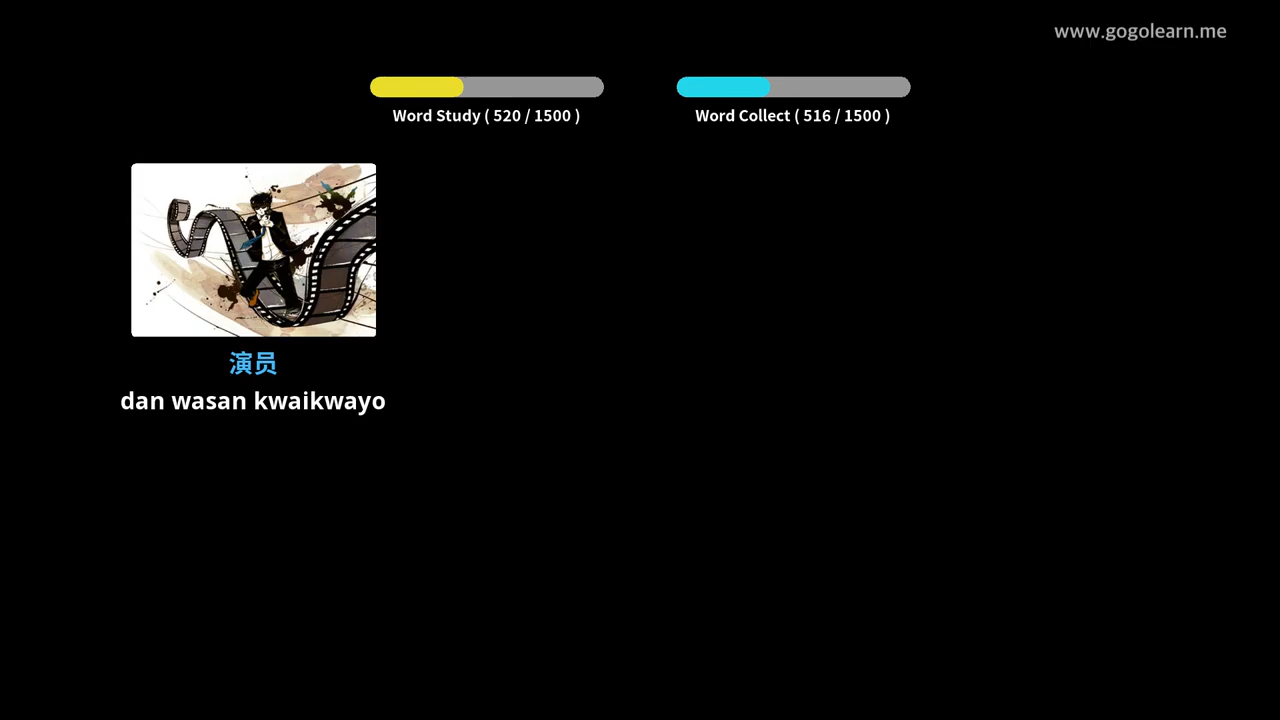 www.gogolearn.me
Word Study ( 520 / 1500 )
Word Collect ( 516 / 1500 )
演员
dan wasan kwaikwayo